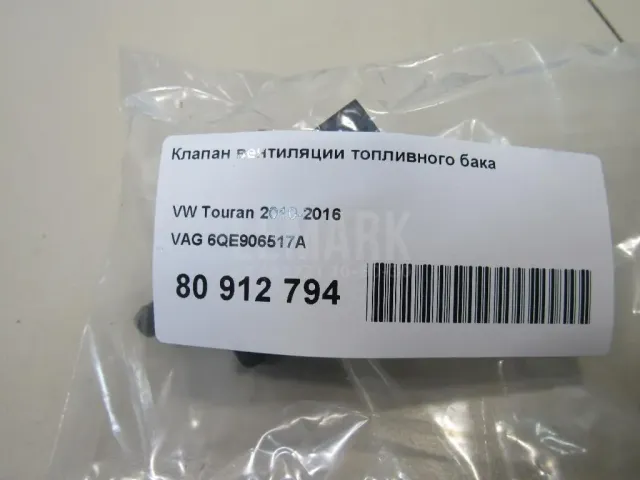 Клапан вентиляции топливного бака
VW Touran 2010-2016
VAG 6QE906517A
80 912 794